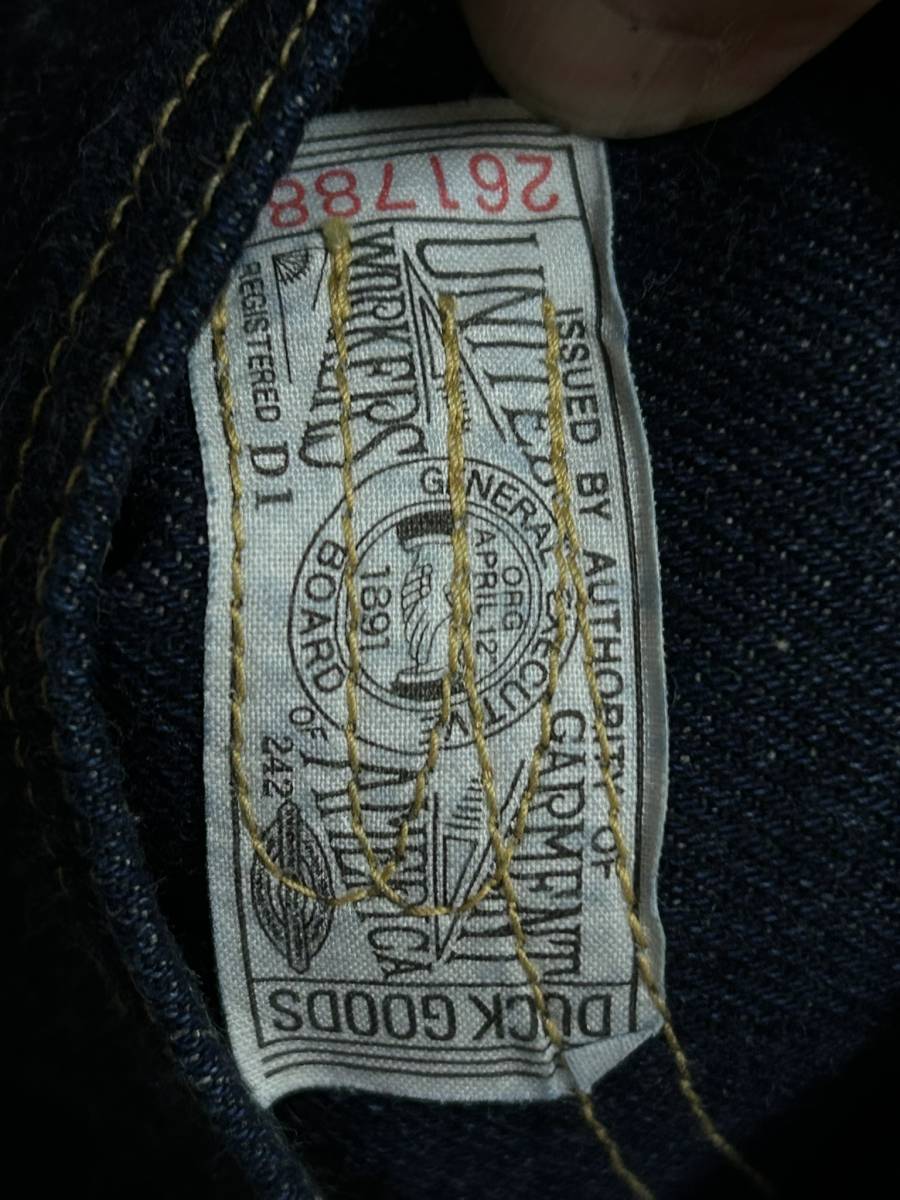 261788
ISSUED BY AUTHORITY OF
UNITED GARMENT
WORKERS OF AMERICA
GENERAL EXECUTIVE
BOARD
ORG
APRIL 12
1891
REGISTERED D1
242
DUCK GOODS